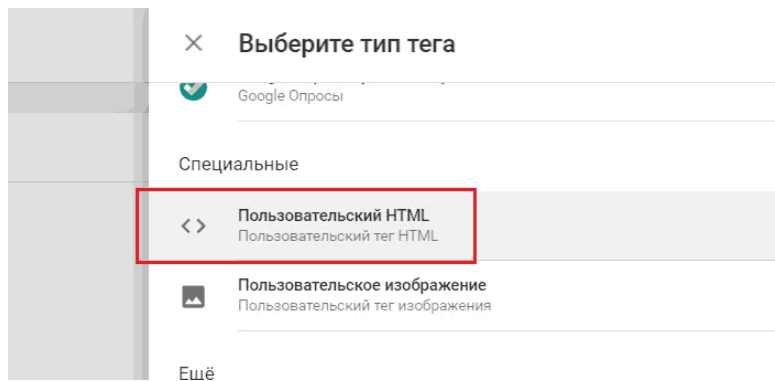 Выберите тип тега
Google Опросы
Специальные
Пользовательский HTML
Пользовательский тег HTML
Пользовательское изображение
Пользовательский тег изображения
Ещё